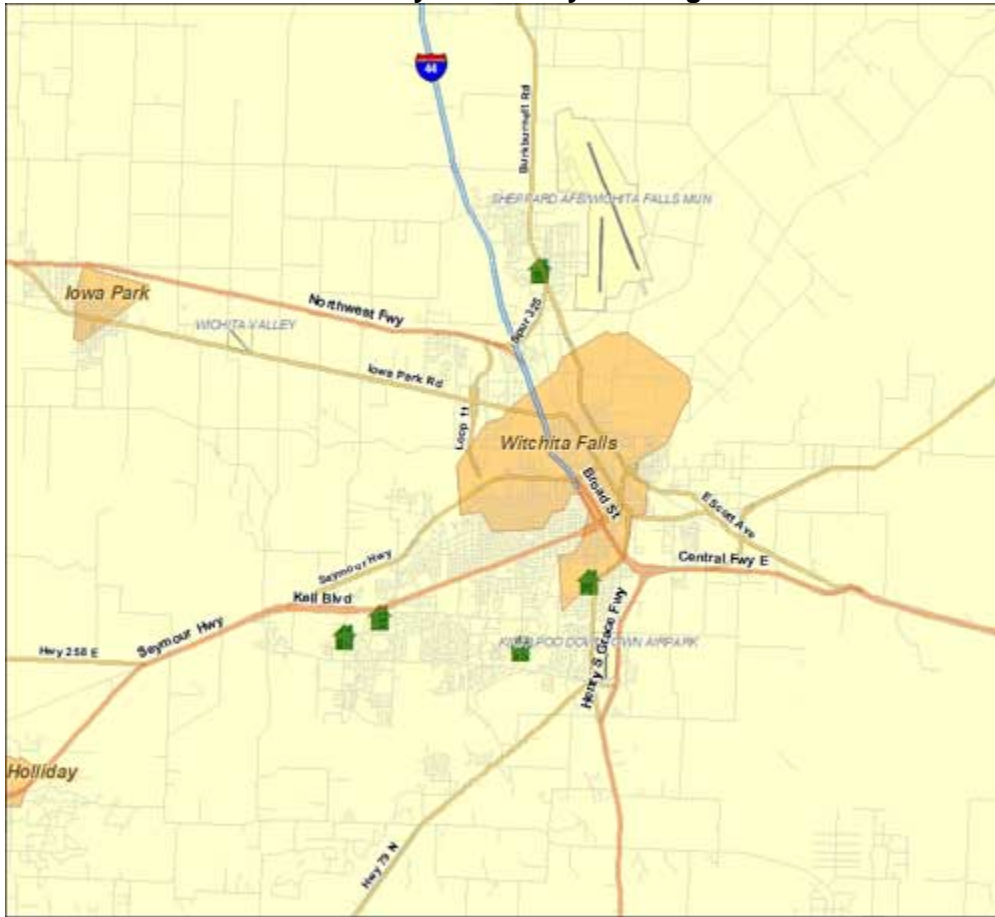 44
Burkburnett Rd
SHEPPARD AFB/WICHITA FALLS MUN
Iowa Park
Northwest Fwy
Spur 325
WICHITA VALLEY
Iowa Park Rd
Loop 11
Witchita Falls
Broad St
E Scott Ave
Seymour Hwy
Central Fwy E
Kell Blvd
Seymour Hwy
Hwy 258 E
Henry S Grace Fwy
AIRPARK
Holliday
Hwy 79 N